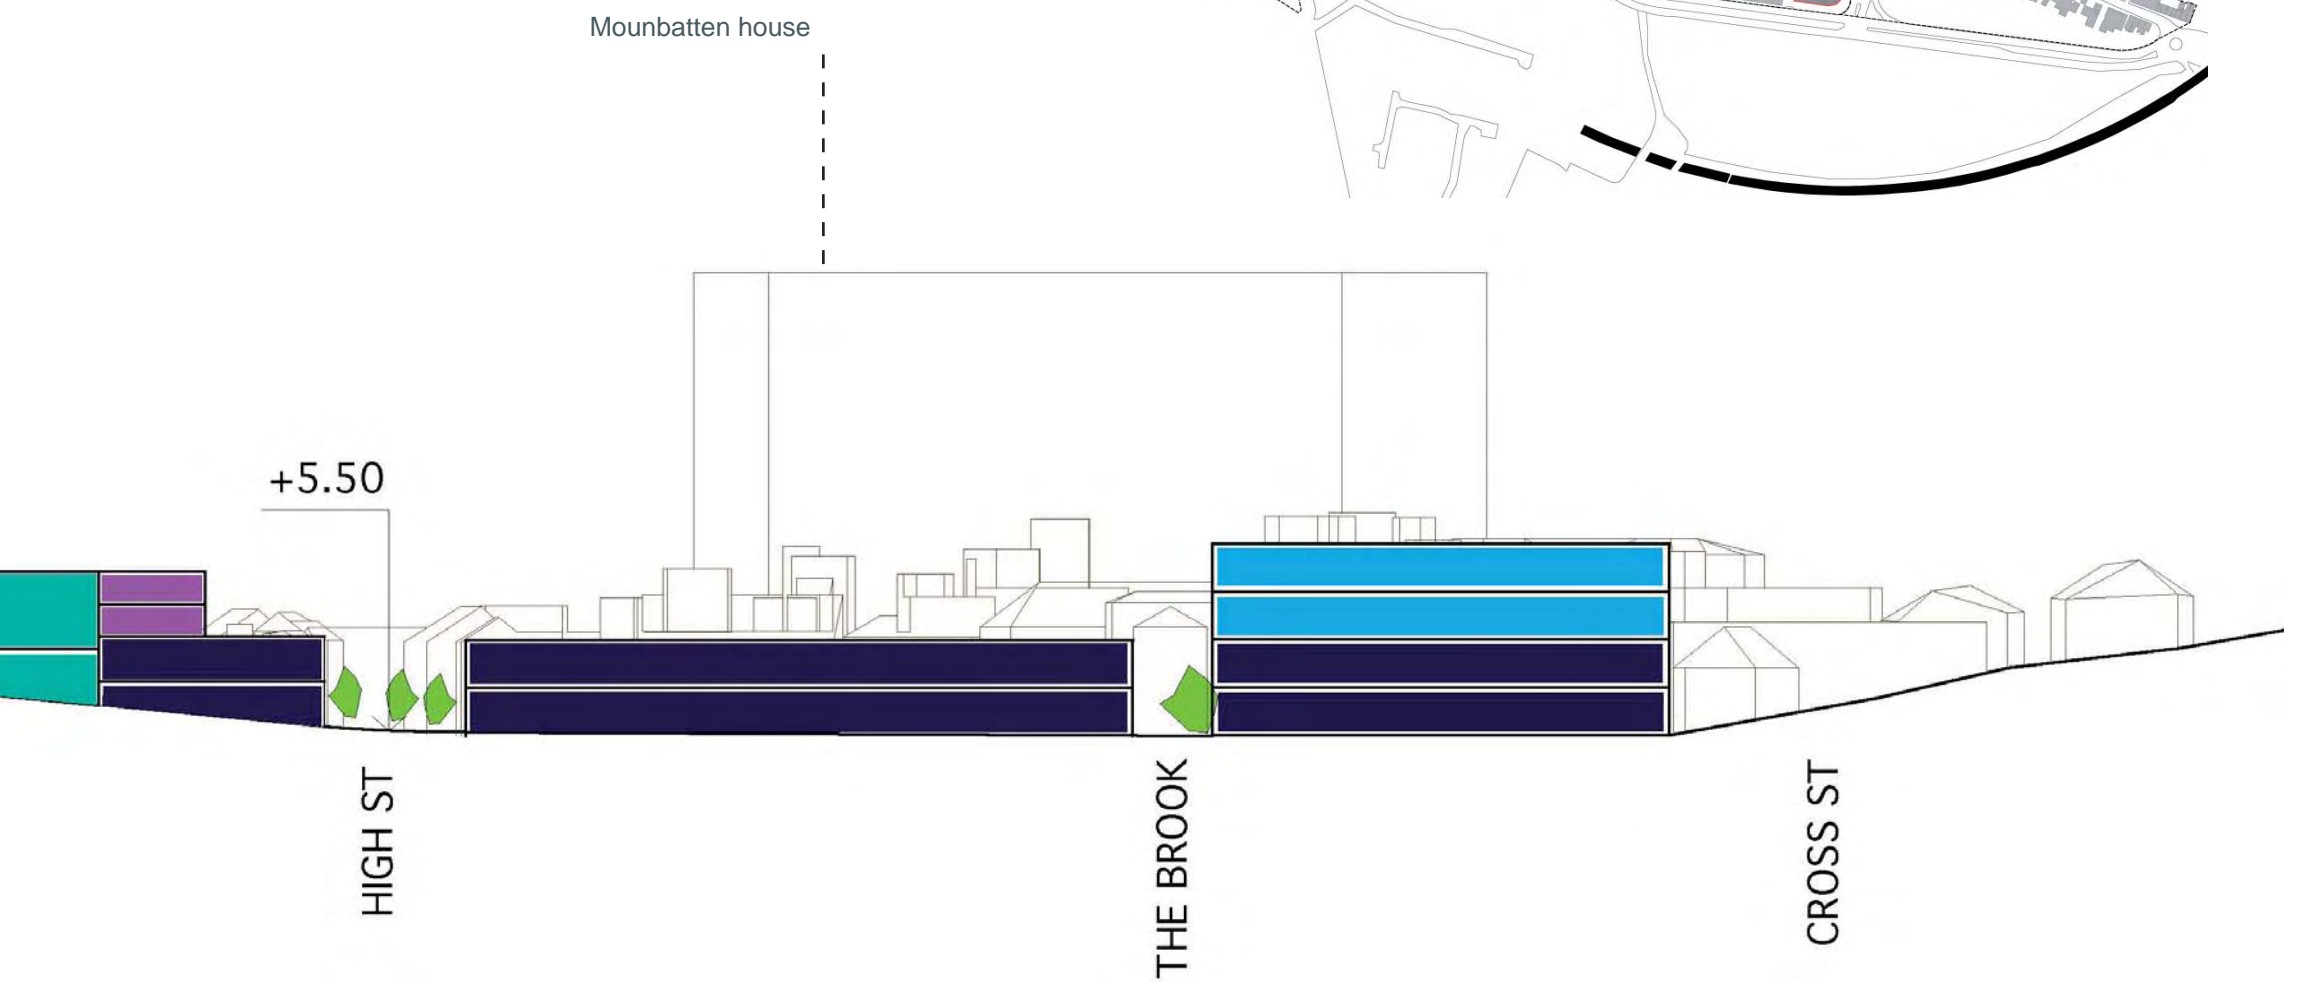 Mounbatten house
+5.50
HIGH ST
THE BROOK
CROSS ST